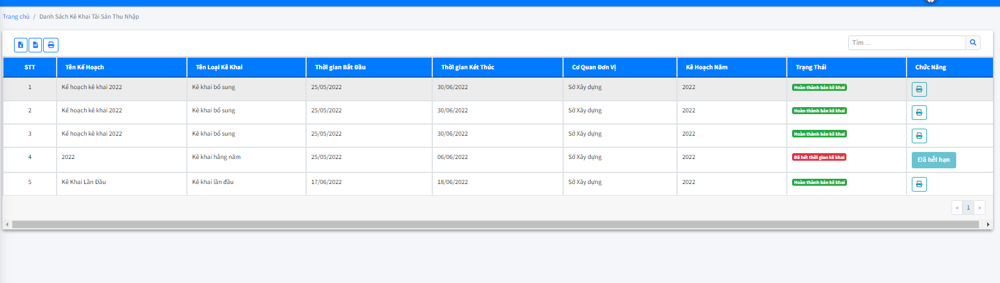 Trang chủ / Danh Sách Kê Khai Tài Sản Thu Nhập
Tìm ...
STT Tên Kế Hoạch Tên Loại Kê Khai Thời gian Bắt Đầu Thời gian Kết Thúc Cơ Quan Đơn Vị Kê Hoạch Năm Trạng Thái Chức Năng
1 Kế hoạch kê khai 2022 Kê khai bổ sung 25/05/2022 30/06/2022 Sở Xây dựng 2022 Hoàn thành bản kê khai
2 Kế hoạch kê khai 2022 Kê khai bổ sung 25/05/2022 30/06/2022 Sở Xây dựng 2022 Hoàn thành bản kê khai
3 Kế hoạch kê khai 2022 Kê khai bổ sung 25/05/2022 30/06/2022 Sở Xây dựng 2022 Hoàn thành bản kê khai
4 2022 Kê khai hằng năm 25/05/2022 06/06/2022 Sở Xây dựng 2022 Đã hết thời gian kê khai Đã hết hạn
5 Kê Khai Lần Đầu Kê khai lần đầu 17/06/2022 18/06/2022 Sở Xây dựng 2022 Hoàn thành bản kê khai
« 1 »